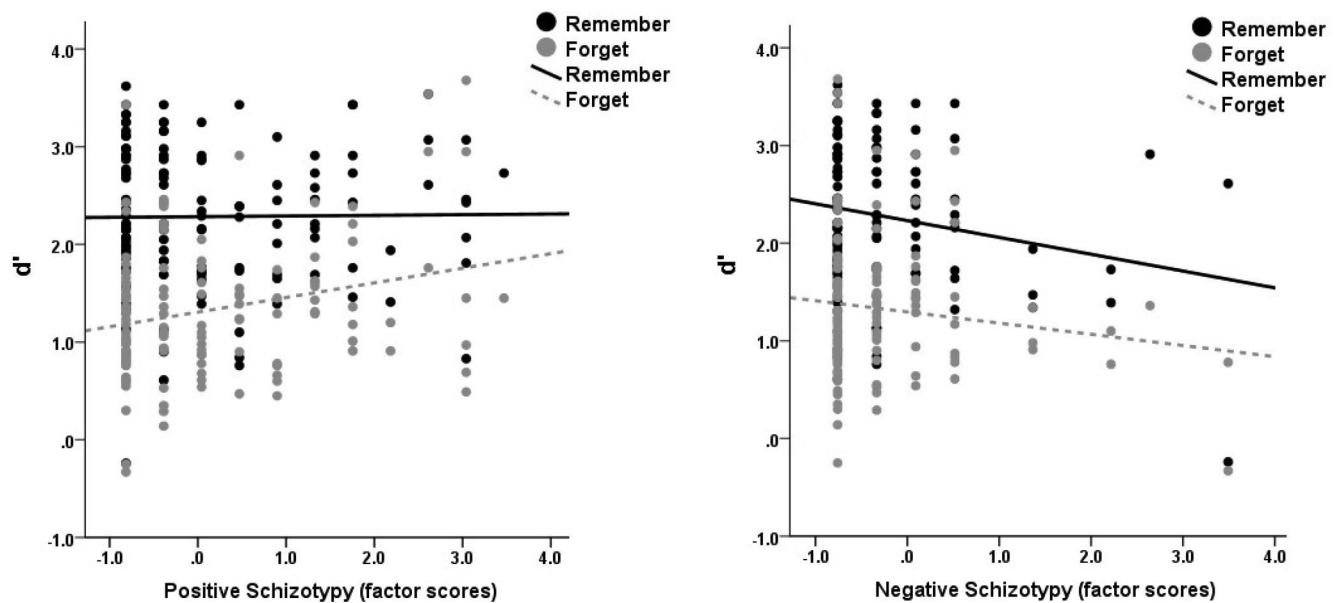 Remember
Forget
Remember
Forget
4.0
3.0
2.0
1.0
.0
-1.0
d'
-1.0 .0 1.0 2.0 3.0 4.0
Positive Schizotypy (factor scores)
Remember
Forget
Remember
Forget
4.0
3.0
2.0
1.0
.0
-1.0
d'
-1.0 .0 1.0 2.0 3.0 4.0
Negative Schizotypy (factor scores)